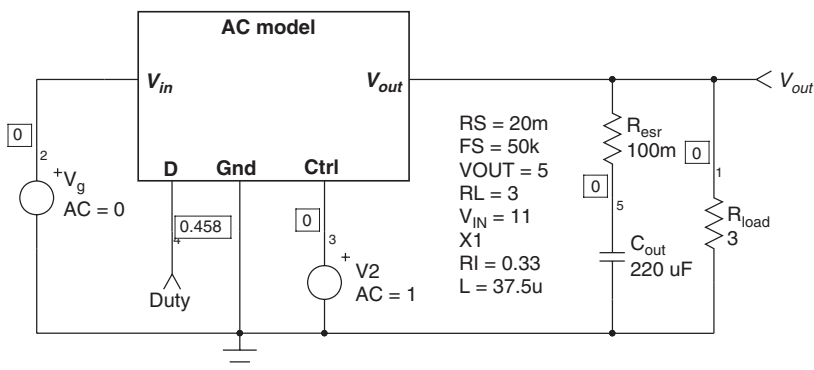 AC model
V_in
V_out
0
2
+
V_g
AC = 0
D
Gnd
Ctrl
0.458
4
Duty
0
3
+
V2
AC = 1
RS = 20m
FS = 50k
VOUT = 5
RL = 3
V_IN = 11
X1
RI = 0.33
L = 37.5u
R_esr
100m
0
5
C_out
220 uF
0
1
R_load
3
V_out